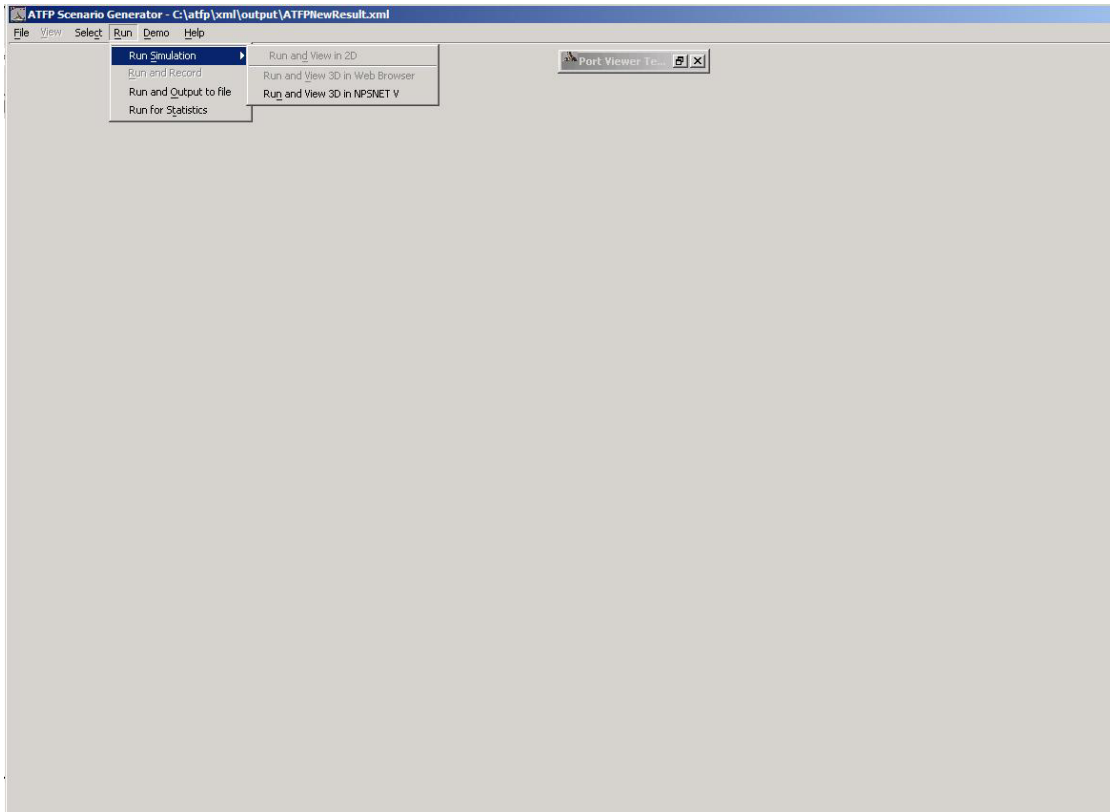 ATFP Scenario Generator - C:\atfp\xml\output\ATFPNewResult.xml
File View Select Run Demo Help
Run Simulation
Run and Record
Run and Output to file
Run for Statistics
Run and View in 2D
Run and View 3D in Web Browser
Run and View 3D in NPSNET V
Port Viewer Te...